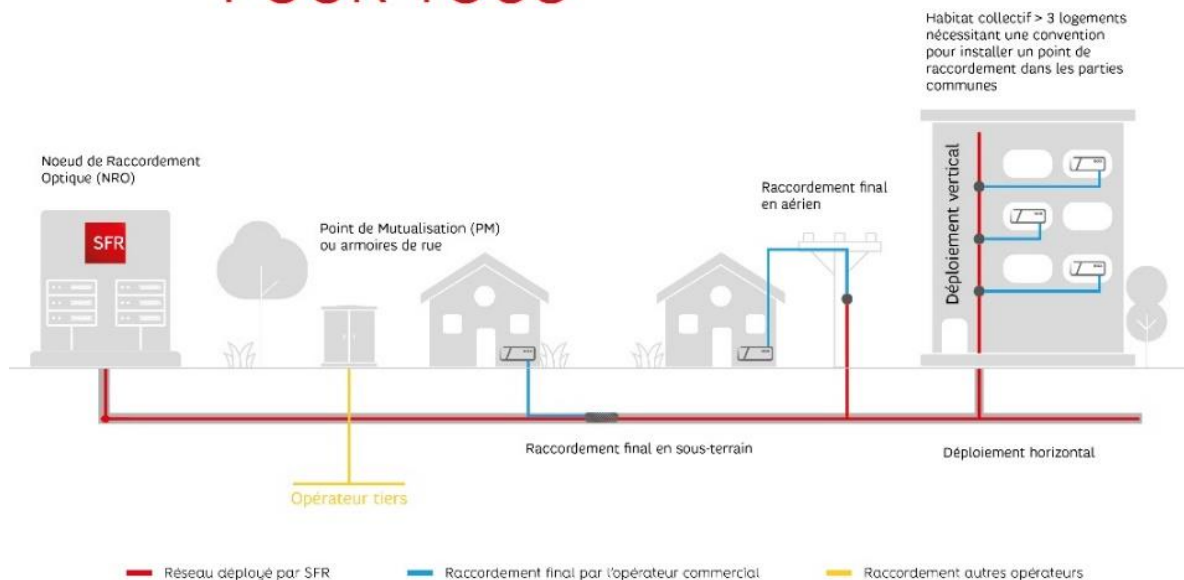 Habitat collectif > 3 logements
nécessitant une convention
pour installer un point de
raccordement dans les parties
communes
Noeud de Raccordement
Optique (NRO)
SFR
Point de Mutualisation (PM)
ou armoires de rue
Raccordement final
en aérien
Déploiement vertical
Raccordement final en sous-terrain
Déploiement horizontal
Opérateur tiers
Réseau déployé par SFR
Raccordement final par l'opérateur commercial
Raccordement autres opérateurs